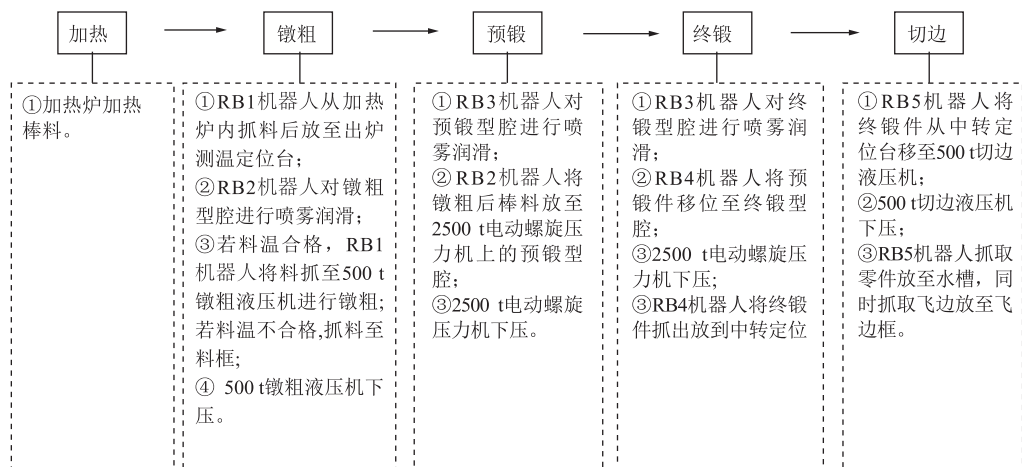 加热
镦粗
预锻
终锻
切边
①加热炉加热
棒料。
①RB1机器人从加热
炉内抓料后放至出炉
测温定位台;
②RB2机器人对镦粗
型腔进行喷雾润滑;
③若料温合格，RB1
机器人将料抓至500 t
镦粗液压机进行镦粗;
若料温不合格,抓料至
料框;
④ 500 t镦粗液压机下
压。
①RB3机器人对
预锻型腔进行喷
雾润滑;
②RB2机器人将
镦粗后棒料放至
2500 t电动螺旋压
力机上的预锻型
腔;
③2500 t电动螺旋
压力机下压。
①RB3机器人对终
锻型腔进行喷雾润
滑;
②RB4机器人将预
锻件移位至终锻型
腔;
③2500 t电动螺旋压
力机下压;
③RB4机器人将终锻
件抓出放到中转定位
①RB5机器人将
终锻件从中转定
位台移至500 t切边
液压机;
②500 t切边液压机
下压;
③RB5机器人抓取
零件放至水槽，同
时抓取飞边放至飞
边框。